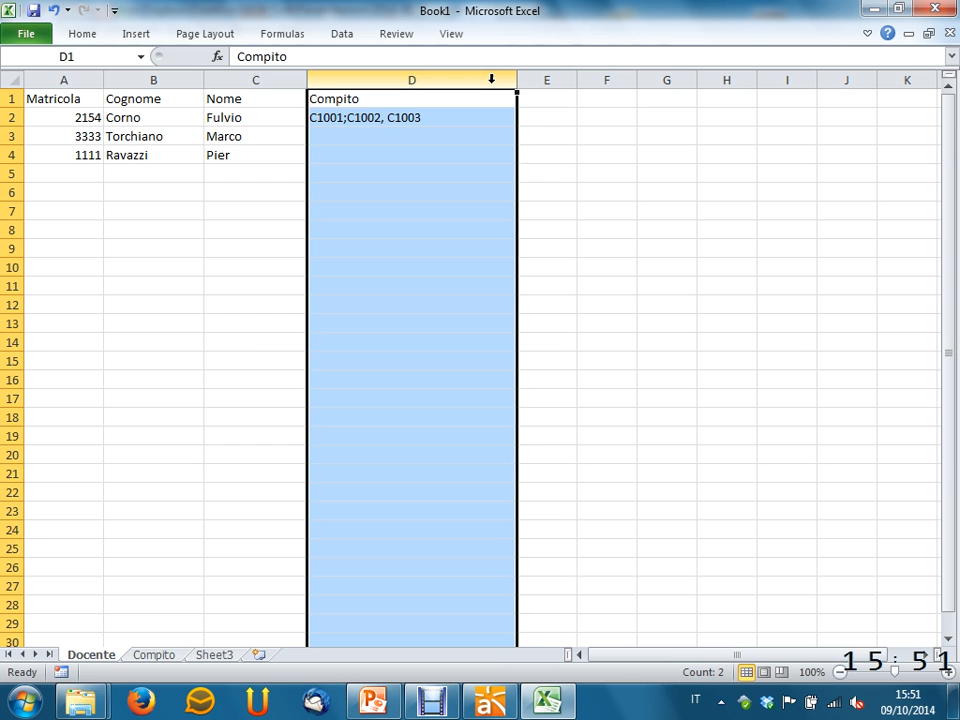 Book1 - Microsoft Excel
File Home Insert Page Layout Formulas Data Review View
D1 fx Compito
A B C D E F G H I J K
1 Matricola Cognome Nome Compito
2 2154 Corno Fulvio C1001;C1002, C1003
3 3333 Torchiano Marco
4 1111 Ravazzi Pier
5
6
7
8
9
10
11
12
13
14
15
16
17
18
19
20
21
22
23
24
25
26
27
28
29
30
Docente Compito Sheet3
15:51
Ready Count: 2 100%
IT 15:51
09/10/2014